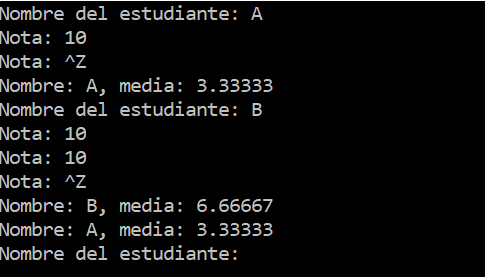 Nombre del estudiante: A
Nota: 10
Nota: ^Z
Nombre: A, media: 3.33333
Nombre del estudiante: B
Nota: 10
Nota: 10
Nota: ^Z
Nombre: B, media: 6.66667
Nombre: A, media: 3.33333
Nombre del estudiante: